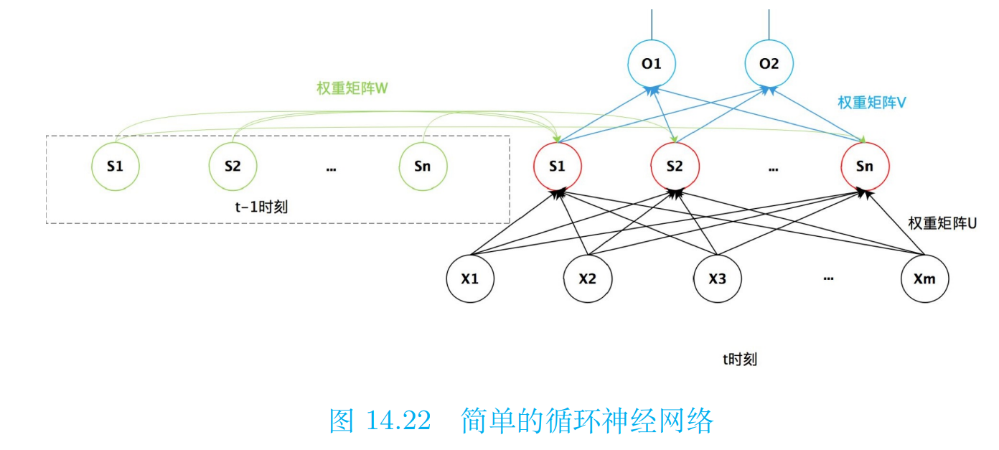 O1 O2
权重矩阵W
权重矩阵V
S1 S2 ... Sn S1 S2 ... Sn
t-1时刻
权重矩阵U
X1 X2 X3 ... Xm
t时刻
图 14.22 简单的循环神经网络